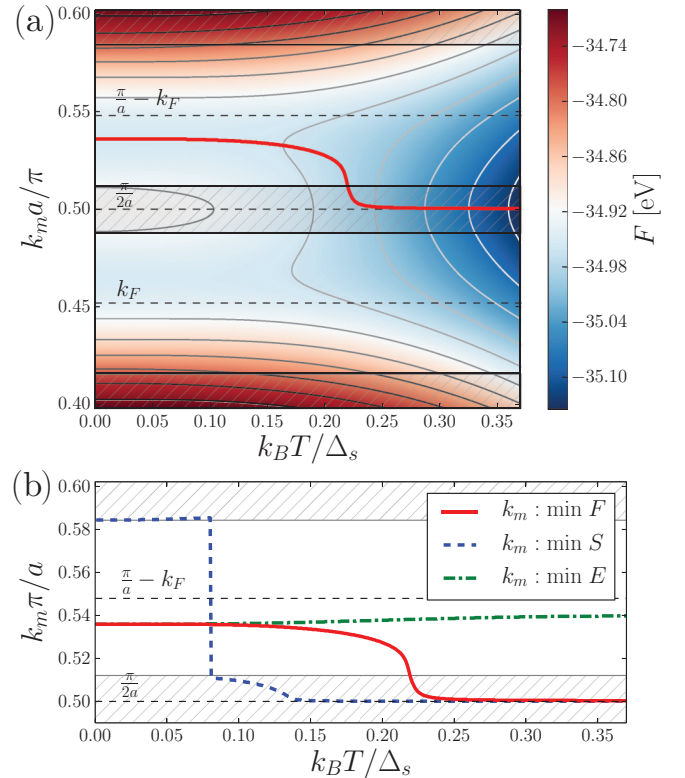 (a)
0.60
0.55
0.50
0.45
0.40
k_m a/π
π/a − k_F
π/2a
k_F
0.00 0.05 0.10 0.15 0.20 0.25 0.30 0.35
k_B T/Δ_s
−34.74
−34.80
−34.86
−34.92
−34.98
−35.04
−35.10
F [eV]
(b)
0.60
0.58
0.56
0.54
0.52
0.50
k_m π/a
π/a − k_F
π/2a
k_m : min F
k_m : min S
k_m : min E
0.00 0.05 0.10 0.15 0.20 0.25 0.30 0.35
k_B T/Δ_s